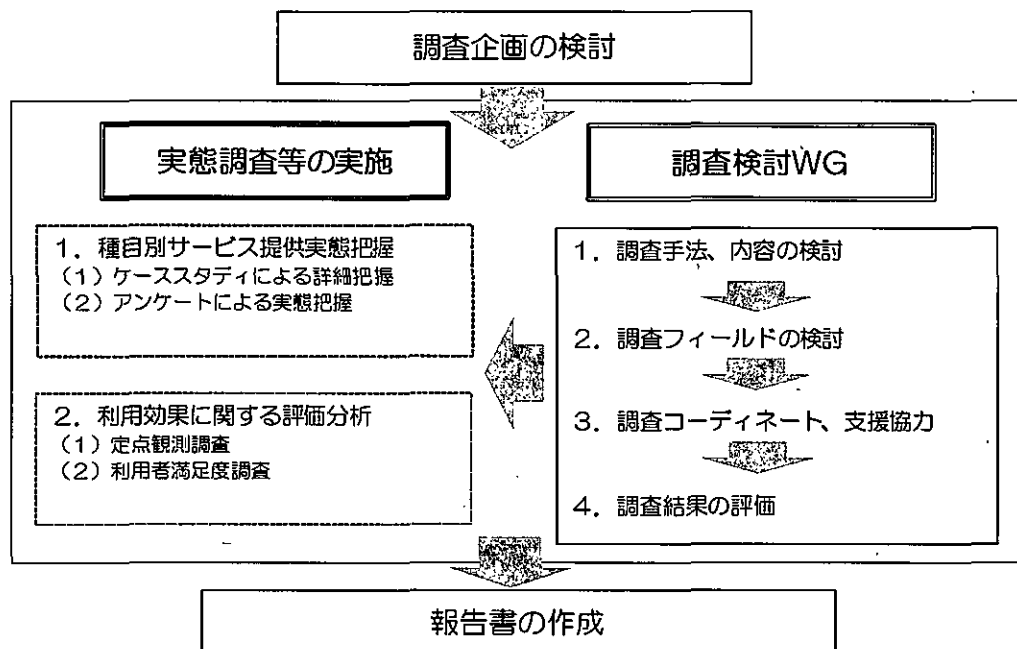 調査企画の検討
実態調査等の実施
1．種目別サービス提供実態把握
（1）ケーススタディによる詳細把握
（2）アンケートによる実態把握
2．利用効果に関する評価分析
（1）定点観測調査
（2）利用者満足度調査
調査検討WG
1．調査手法、内容の検討
2．調査フィールドの検討
3．調査コーディネート、支援協力
4．調査結果の評価
報告書の作成